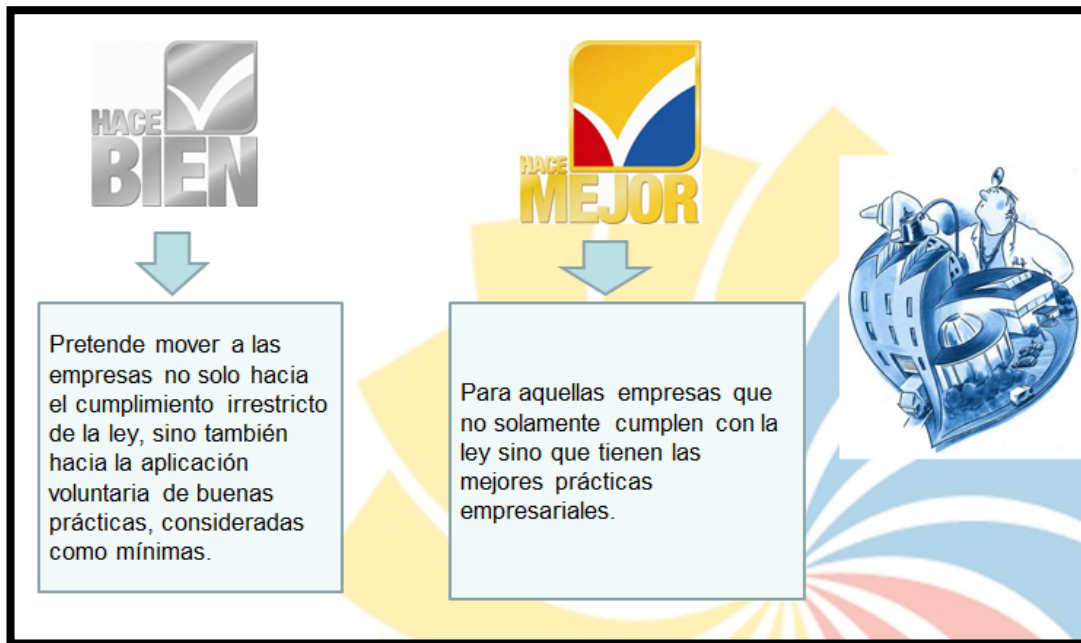 HACE
BIEN
HACE
MEJOR
Pretende mover a las
empresas no solo hacia
el cumplimiento irrestricto
de la ley, sino también
hacia la aplicación
voluntaria de buenas
prácticas, consideradas
como mínimas.
Para aquellas empresas que
no solamente cumplen con la
ley sino que tienen las
mejores prácticas
empresariales.